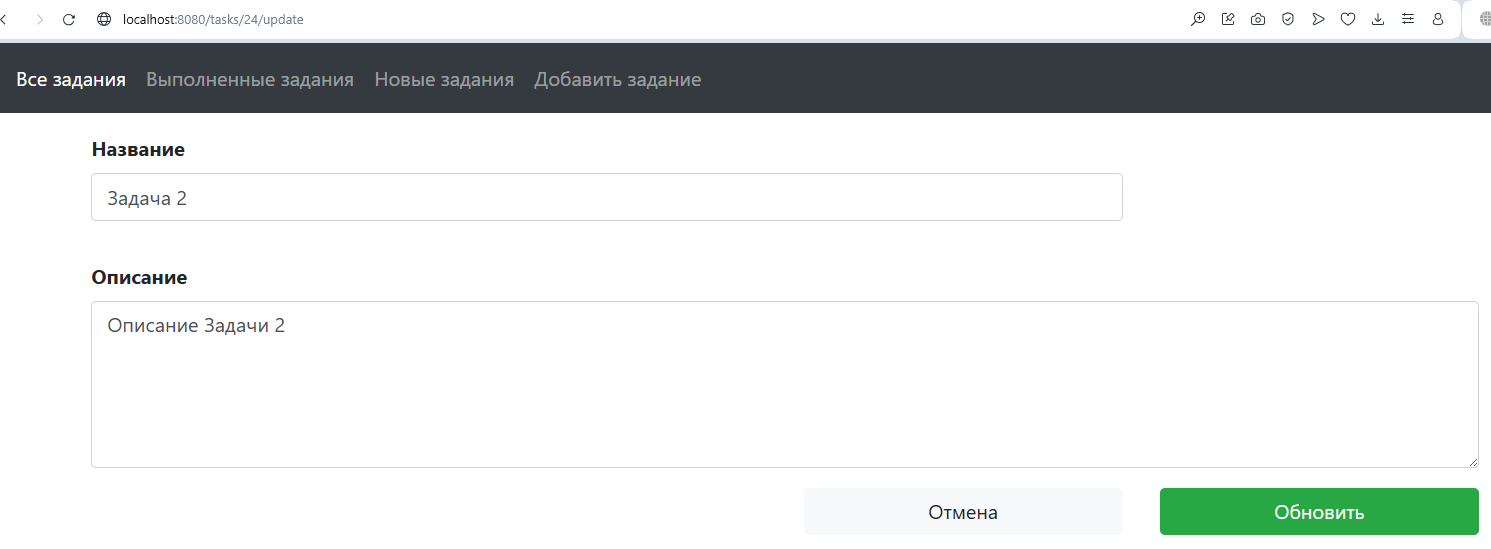 localhost:8080/tasks/24/update
Все задания Выполненные задания Новые задания Добавить задание
Название
Задача 2
Описание
Описание Задачи 2
Отмена Обновить